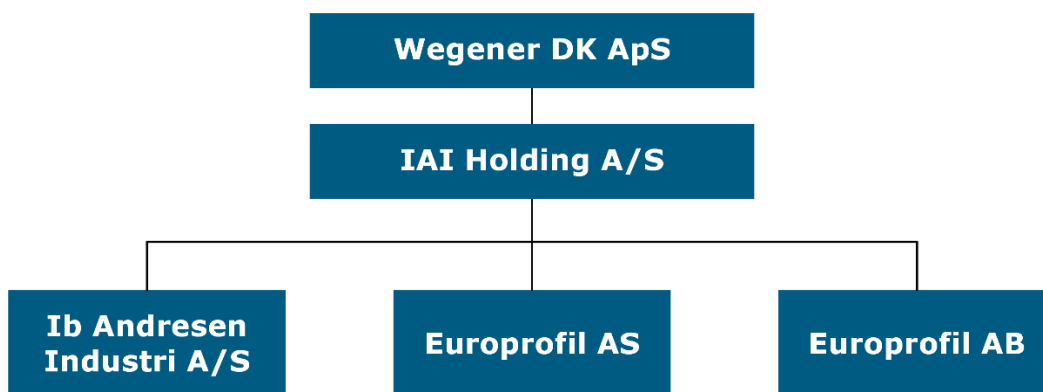 Wegener DK ApS
IAI Holding A/S
Ib Andresen
Industri A/S
Europrofil AS
Europrofil AB